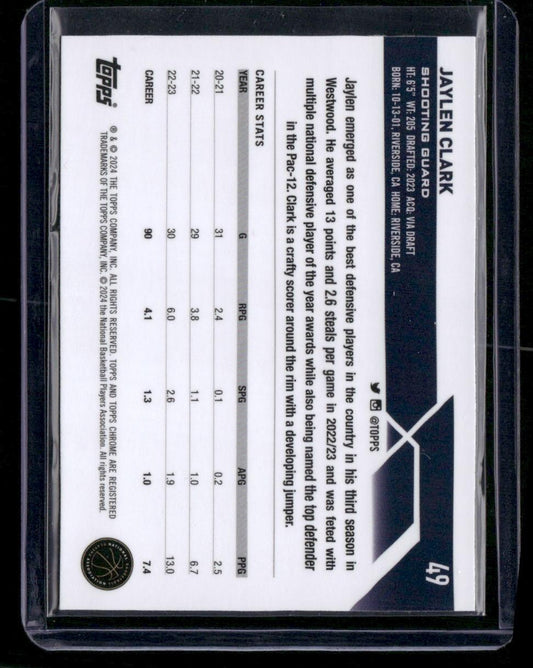 JAYLEN CLARK
SHOOTING GUARD
HT: 6'5" WT: 205 DRAFTED: 2023 ACQ: VIA DRAFT
BORN: 10-13-01, RIVERSIDE, CA HOME: RIVERSIDE, CA
49
@TOPPS
Jaylen emerged as one of the best defensive players in the country in his third season in
Westwood. He averaged 13 points and 2.6 steals per game in 2022/23 and was feted with
multiple national defensive player of the year awards while also being named the top defender
in the Pac-12. Clark is a crafty scorer around the rim with a developing jumper.
CAREER STATS
YEAR G RPG SPG APG PPG
20-21 31 2.4 0.1 0.2 2.5
21-22 29 3.8 1.1 1.0 6.7
22-23 30 6.0 2.6 1.9 13.0
CAREER 90 4.1 1.3 1.0 7.4
topps
® & © 2024 THE TOPPS COMPANY, INC. ALL RIGHTS RESERVED. TOPPS AND TOPPS CHROME ARE REGISTERED
TRADEMARKS OF THE TOPPS COMPANY, INC. © 2024 the National Basketball Players Association. All rights reserved.